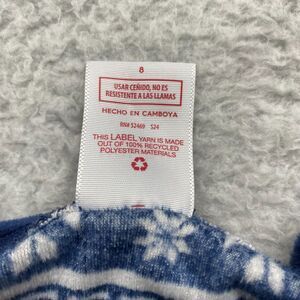 8
USAR CEÑIDO, NO ES
RESISTENTE A LAS LLAMAS
HECHO EN CAMBOYA
RN# 52469 S24
THIS LABEL YARN IS MADE
OUT OF 100% RECYCLED
POLYESTER MATERIALS